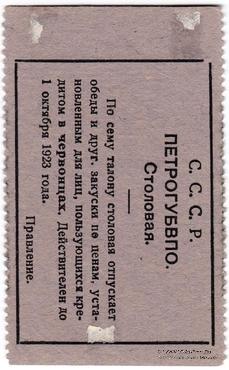 С. С. С. Р.
ПЕТРОГУБВПО.
Столовая.
По сему талону столовая отпускает
обеды и друг. закуски по ценам, уста-
новленным для лиц, пользующихся кре-
дитом в червонцах. Действителен до
1 октября 1923 года.
Правление.